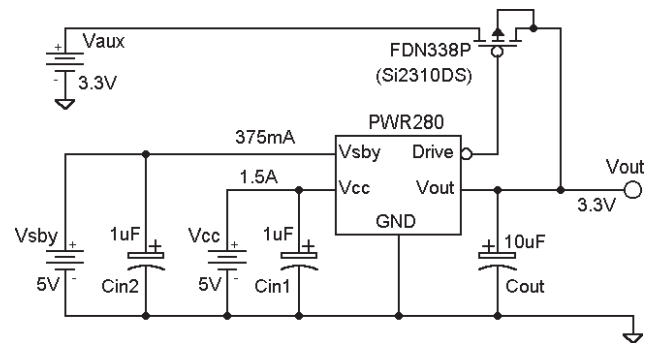 Vaux
+
-
3.3V
FDN338P
(Si2310DS)
PWR280
375mA
Vsby
Drive
1.5A
Vcc
Vout
GND
Vout
3.3V
Vsby
+
-
5V
1uF
+
Cin2
Vcc
+
-
5V
1uF
+
Cin1
10uF
+
Cout